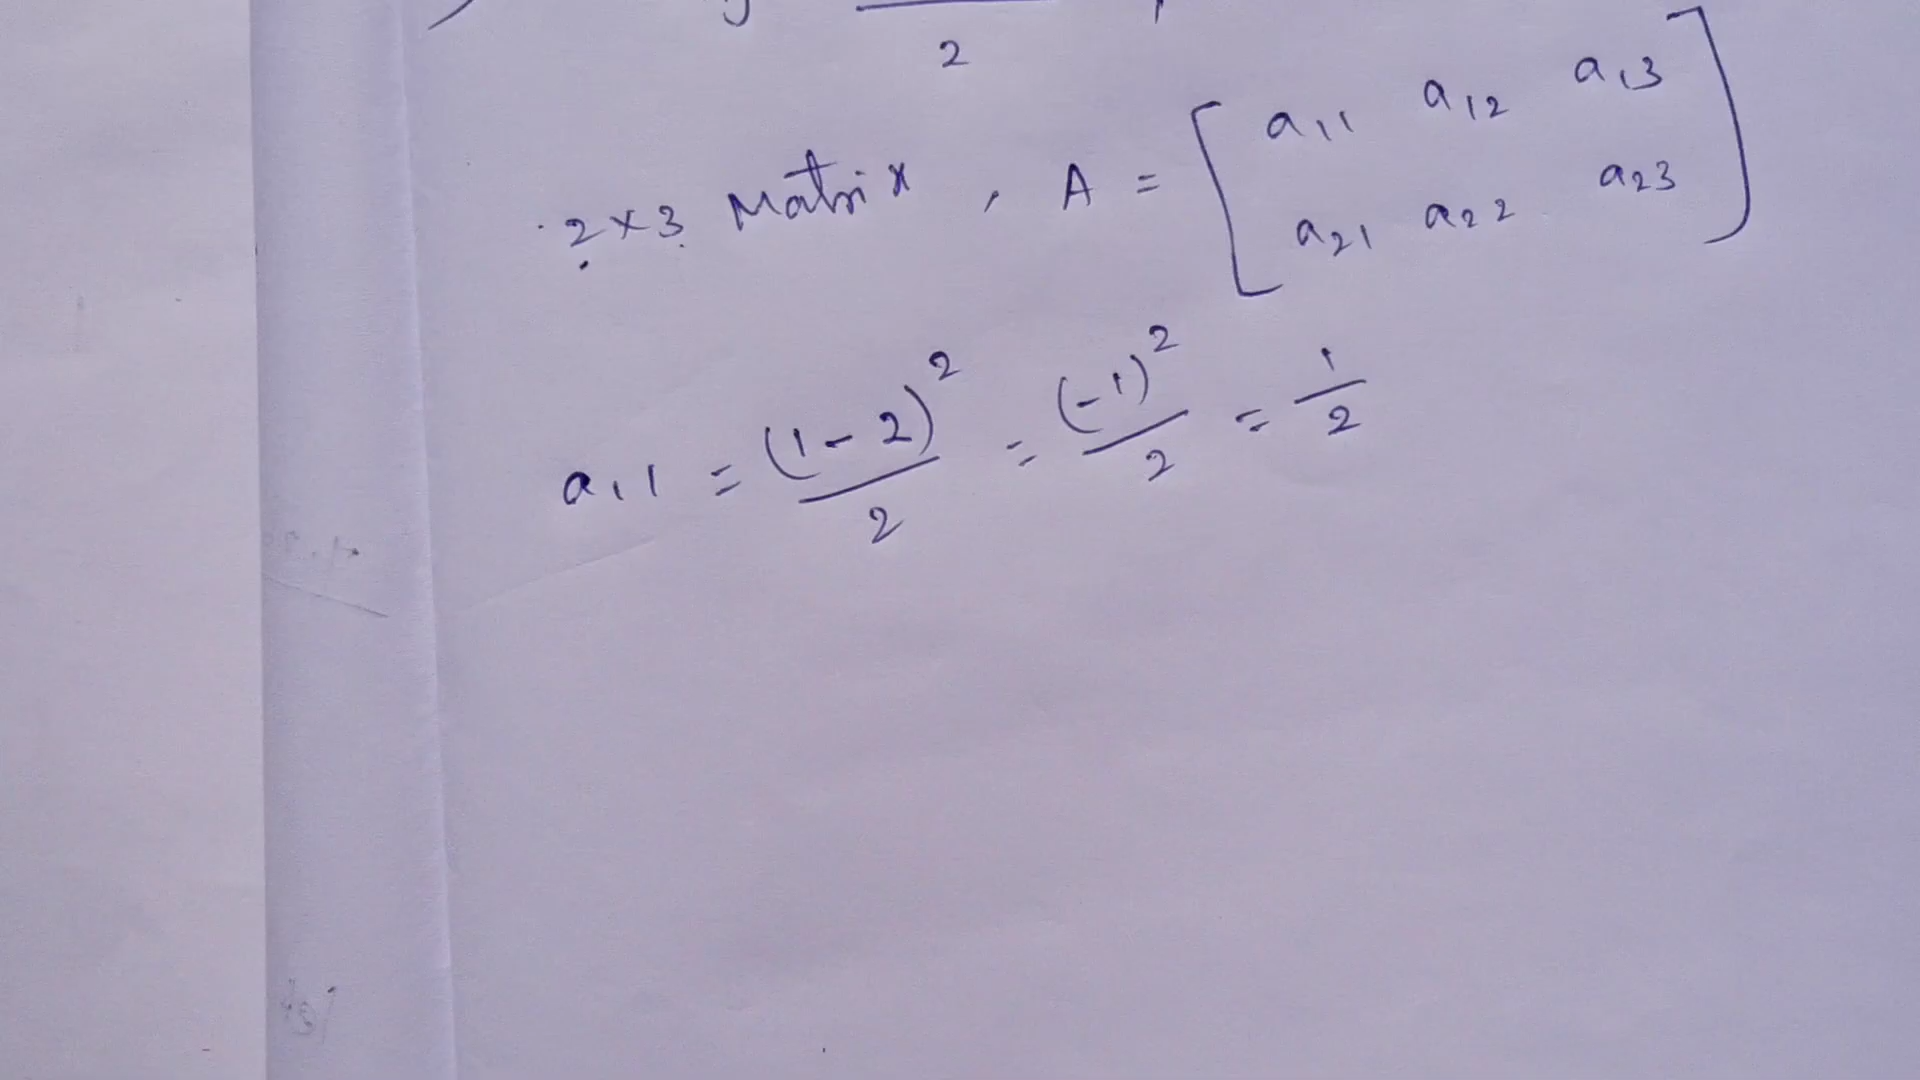 2
2×3 Matrix , A = [ a11 a12 a13
a21 a22 a23 ]
a11 = (1-2)²/2 = (-1)²/2 = 1/2